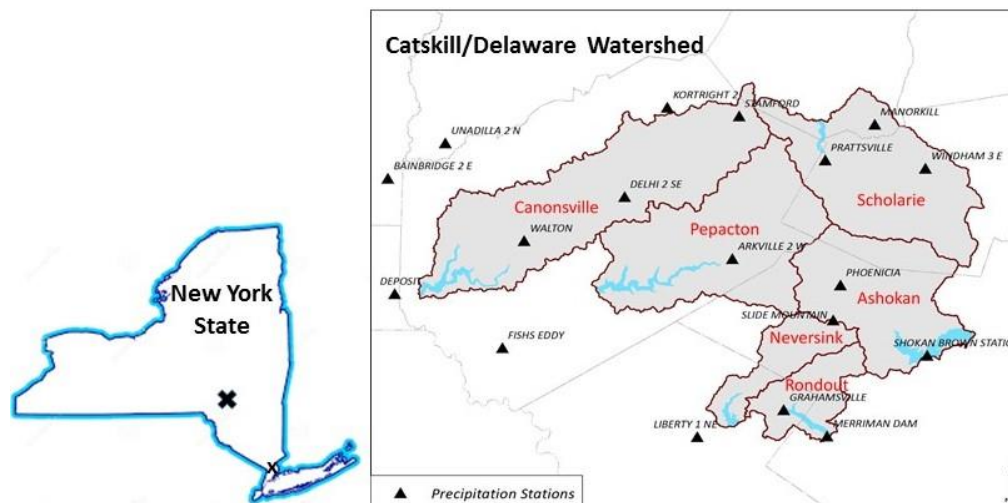 Catskill/Delaware Watershed
KORTRIGHT 2
STAMFORD
MANORKILL
UNADILLA 2 N
PRATTSVILLE
WINDHAM 3 E
BAINBRIDGE 2 E
DELHI 2 SE
Scholarie
Canonsville
Pepacton
WALTON
ARKVILLE 2 W
PHOENICIA
DEPOSIT
Ashokan
New York
State
SLIDE MOUNTAIN
FISHS EDDY
Neversink
SHOKAN BROWN STATIO
Rondout
GRAHAMSVILLE
LIBERTY 1 NE
MERRIMAN DAM
X
Precipitation Stations